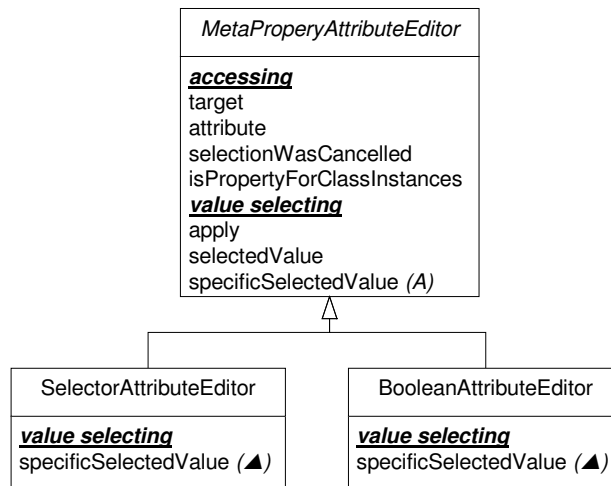 MetaProperyAttributeEditor
accessing
target
attribute
selectionWasCancelled
isPropertyForClassInstances
value selecting
apply
selectedValue
specificSelectedValue (A)
SelectorAttributeEditor
value selecting
specificSelectedValue (▲)
BooleanAttributeEditor
value selecting
specificSelectedValue (▲)